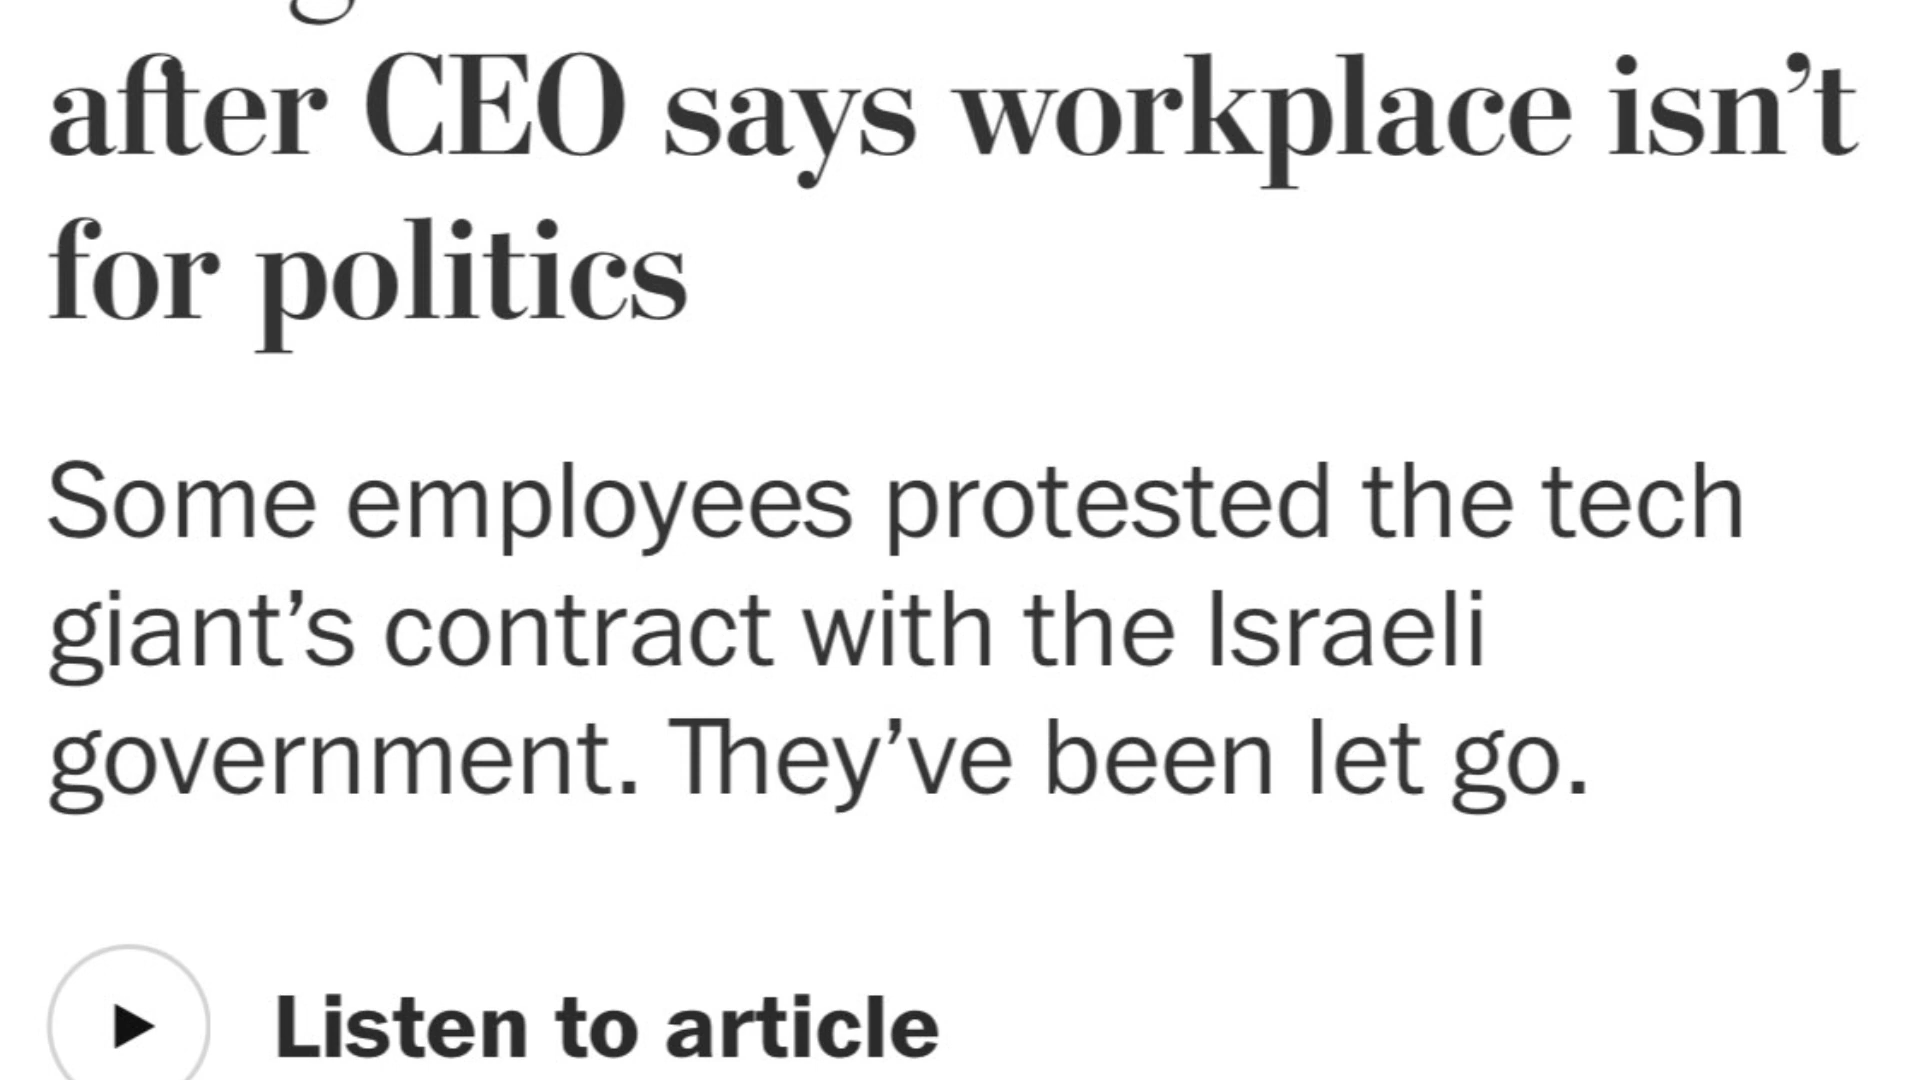 after CEO says workplace isn’t
for politics
Some employees protested the tech
giant’s contract with the Israeli
government. They’ve been let go.
Listen to article